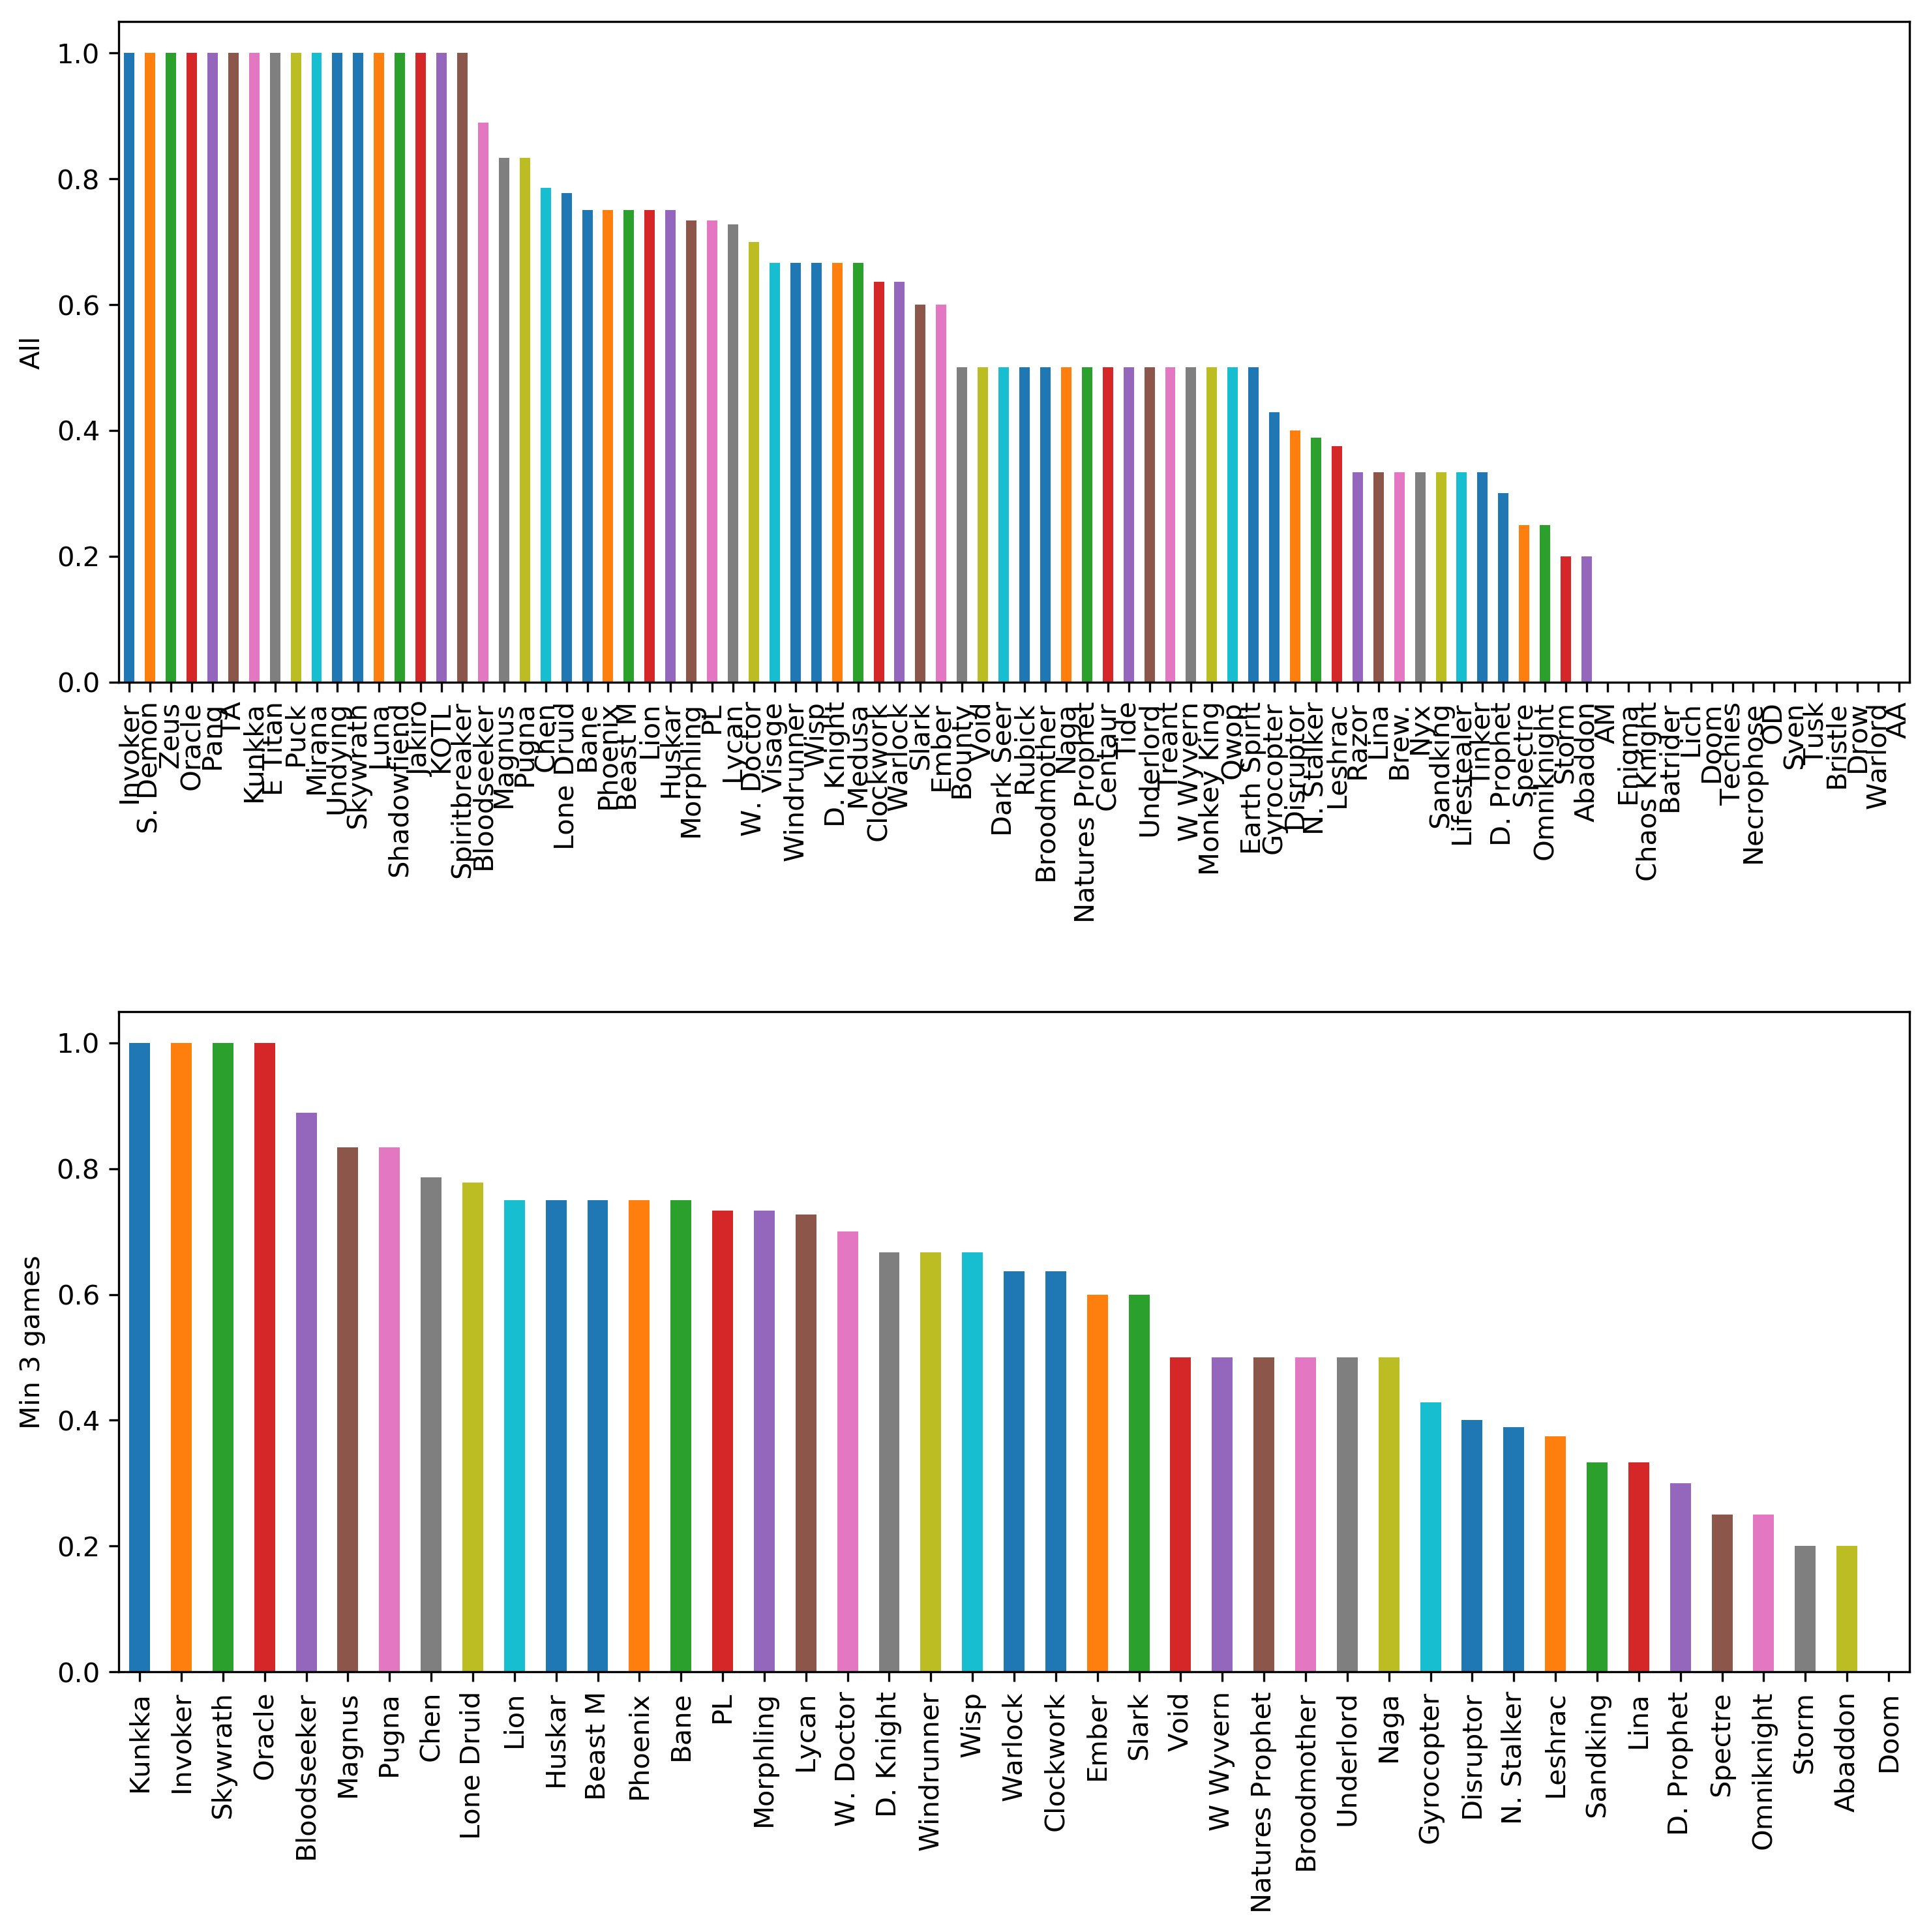 1.0
0.8
0.6
0.4
0.2
0.0
All
Invoker
S. Demon
Zeus
Oracle
Pang
TA
Kunkka
E Titan
Puck
Mirana
Undying
Skywrath
Luna
Shadowfiend
Jakiro
KOTL
Spiritbreaker
Bloodseeker
Magnus
Pugna
Chen
Lone Druid
Bane
Phoenix
Beast M
Lion
Huskar
Morphling
PL
Lycan
W. Doctor
Visage
Windrunner
Wisp
D. Knight
Medusa
Clockwork
Warlock
Slark
Ember
Bounty
Void
Dark Seer
Rubick
Broodmother
Naga
Natures Prophet
Centaur
Tide
Underlord
Treant
W Wyvern
Monkey King
Qwop
Earth Spirit
Gyrocopter
Disruptor
N. Stalker
Leshrac
Razor
Lina
Brew.
Nyx
Sandking
Lifestealer
Tinker
D. Prophet
Spectre
Omniknight
Storm
Abaddon
AM
Enigma
Chaos Knight
Batrider
Lich
Doom
Techies
Necrophose
OD
Sven
Tusk
Bristle
Drow
Warlord
AA
1.0
0.8
0.6
0.4
0.2
0.0
Min 3 games
Kunkka
Invoker
Skywrath
Oracle
Bloodseeker
Magnus
Pugna
Chen
Lone Druid
Lion
Huskar
Beast M
Phoenix
Bane
PL
Morphling
Lycan
W. Doctor
D. Knight
Windrunner
Wisp
Warlock
Clockwork
Ember
Slark
Void
W Wyvern
Natures Prophet
Broodmother
Underlord
Naga
Gyrocopter
Disruptor
N. Stalker
Leshrac
Sandking
Lina
D. Prophet
Spectre
Omniknight
Storm
Abaddon
Doom